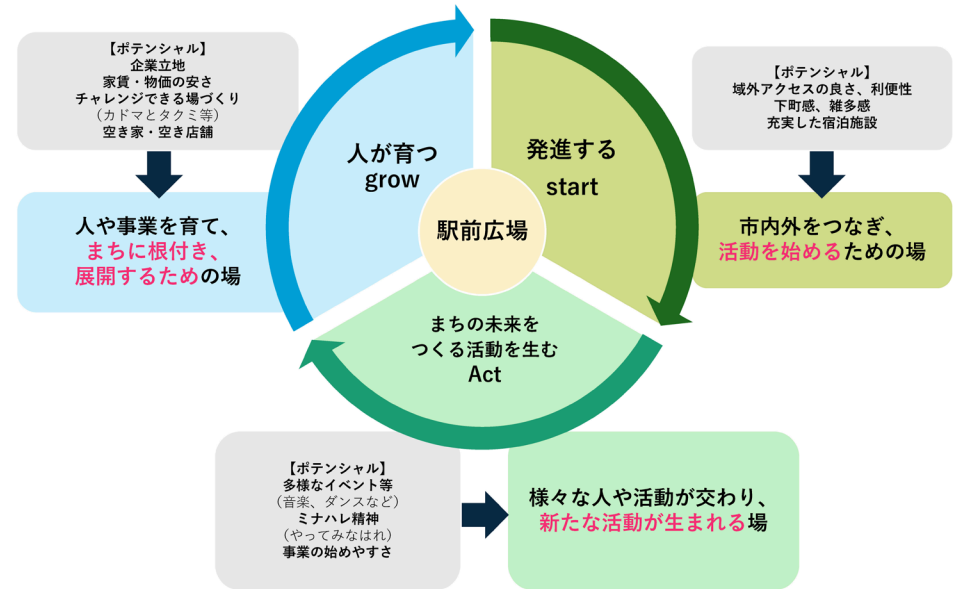 【ポテンシャル】
企業立地
家賃・物価の安さ
チャレンジできる場づくり
（カドマとタクミ等）
空き家・空き店舗
人や事業を育て、
まちに根付き、
展開するための場
人が育つ
grow
発進する
start
駅前広場
まちの未来を
つくる活動を生む
Act
【ポテンシャル】
域外アクセスの良さ、利便性
下町感、雑多感
充実した宿泊施設
市内外をつなぎ、
活動を始めるための場
【ポテンシャル】
多様なイベント等
（音楽、ダンスなど）
ミナハレ精神
（やってみなはれ）
事業の始めやすさ
様々な人や活動が交わり、
新たな活動が生まれる場